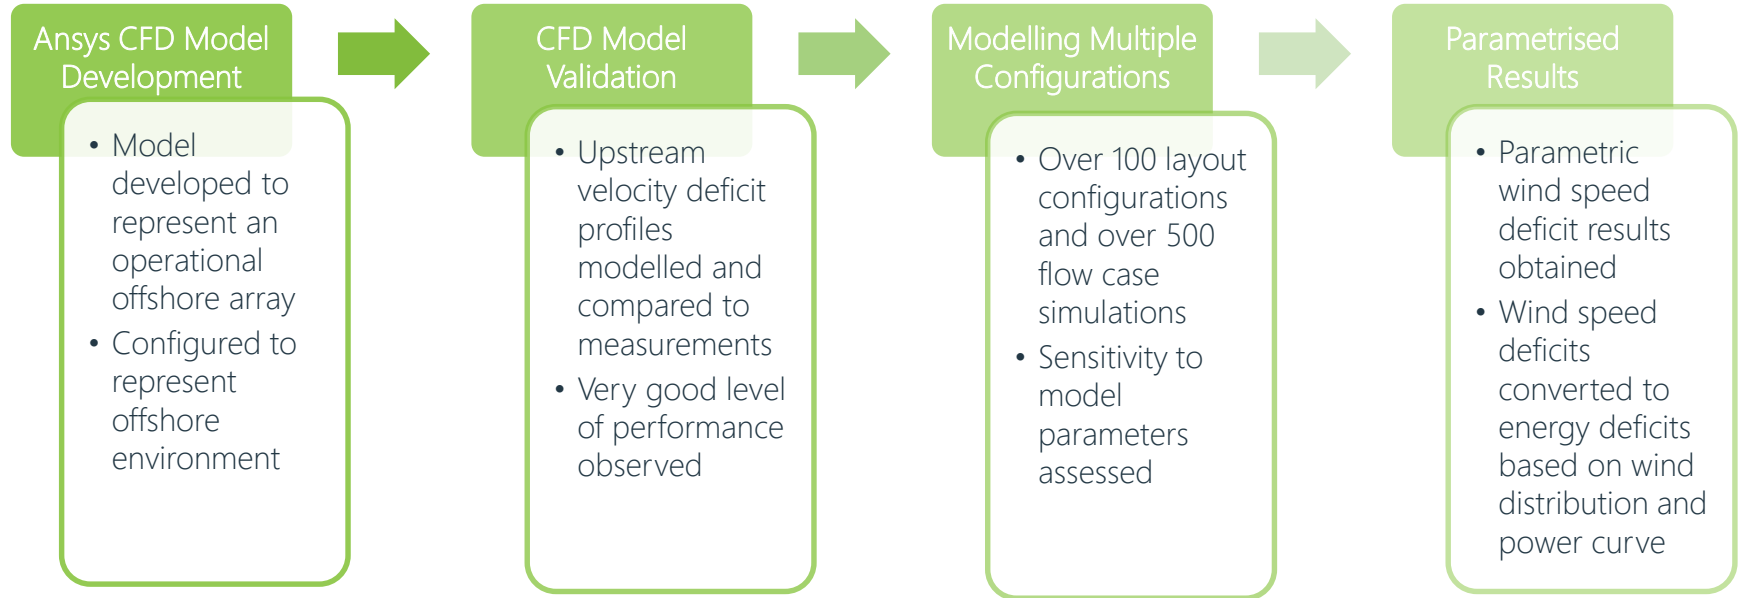 Ansys CFD Model
Development
• Model
developed to
represent an
operational
offshore array
• Configured to
represent
offshore
environment
CFD Model
Validation
• Upstream
velocity deficit
profiles
modelled and
compared to
measurements
• Very good level
of performance
observed
Modelling Multiple
Configurations
• Over 100 layout
configurations
and over 500
flow case
simulations
• Sensitivity to
model
parameters
assessed
Parametrised
Results
• Parametric
wind speed
deficit results
obtained
• Wind speed
deficits
converted to
energy deficits
based on wind
distribution and
power curve